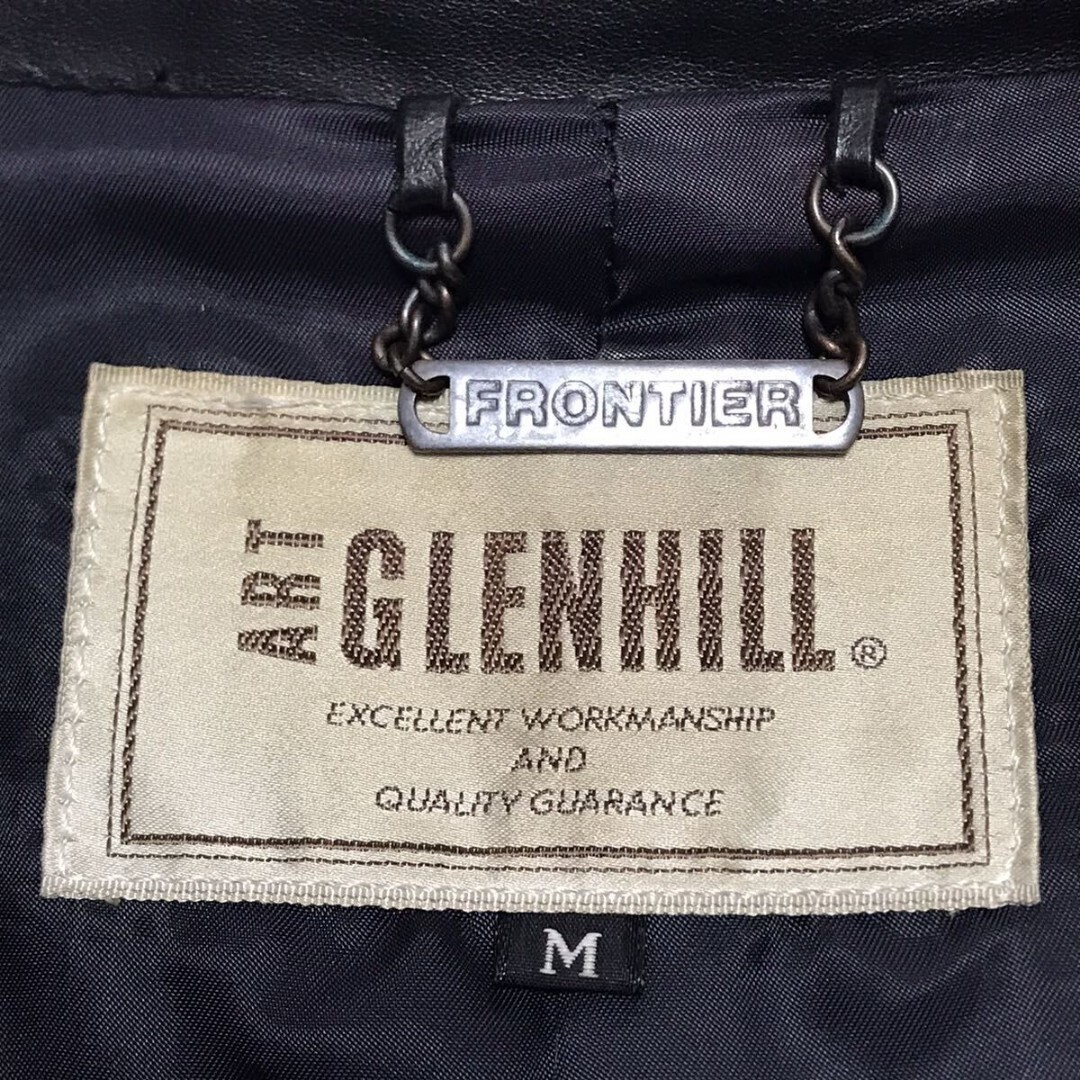 FRONTIER
ART GLENHILL®
EXCELLENT WORKMANSHIP
AND
QUALITY GUARANCE
M